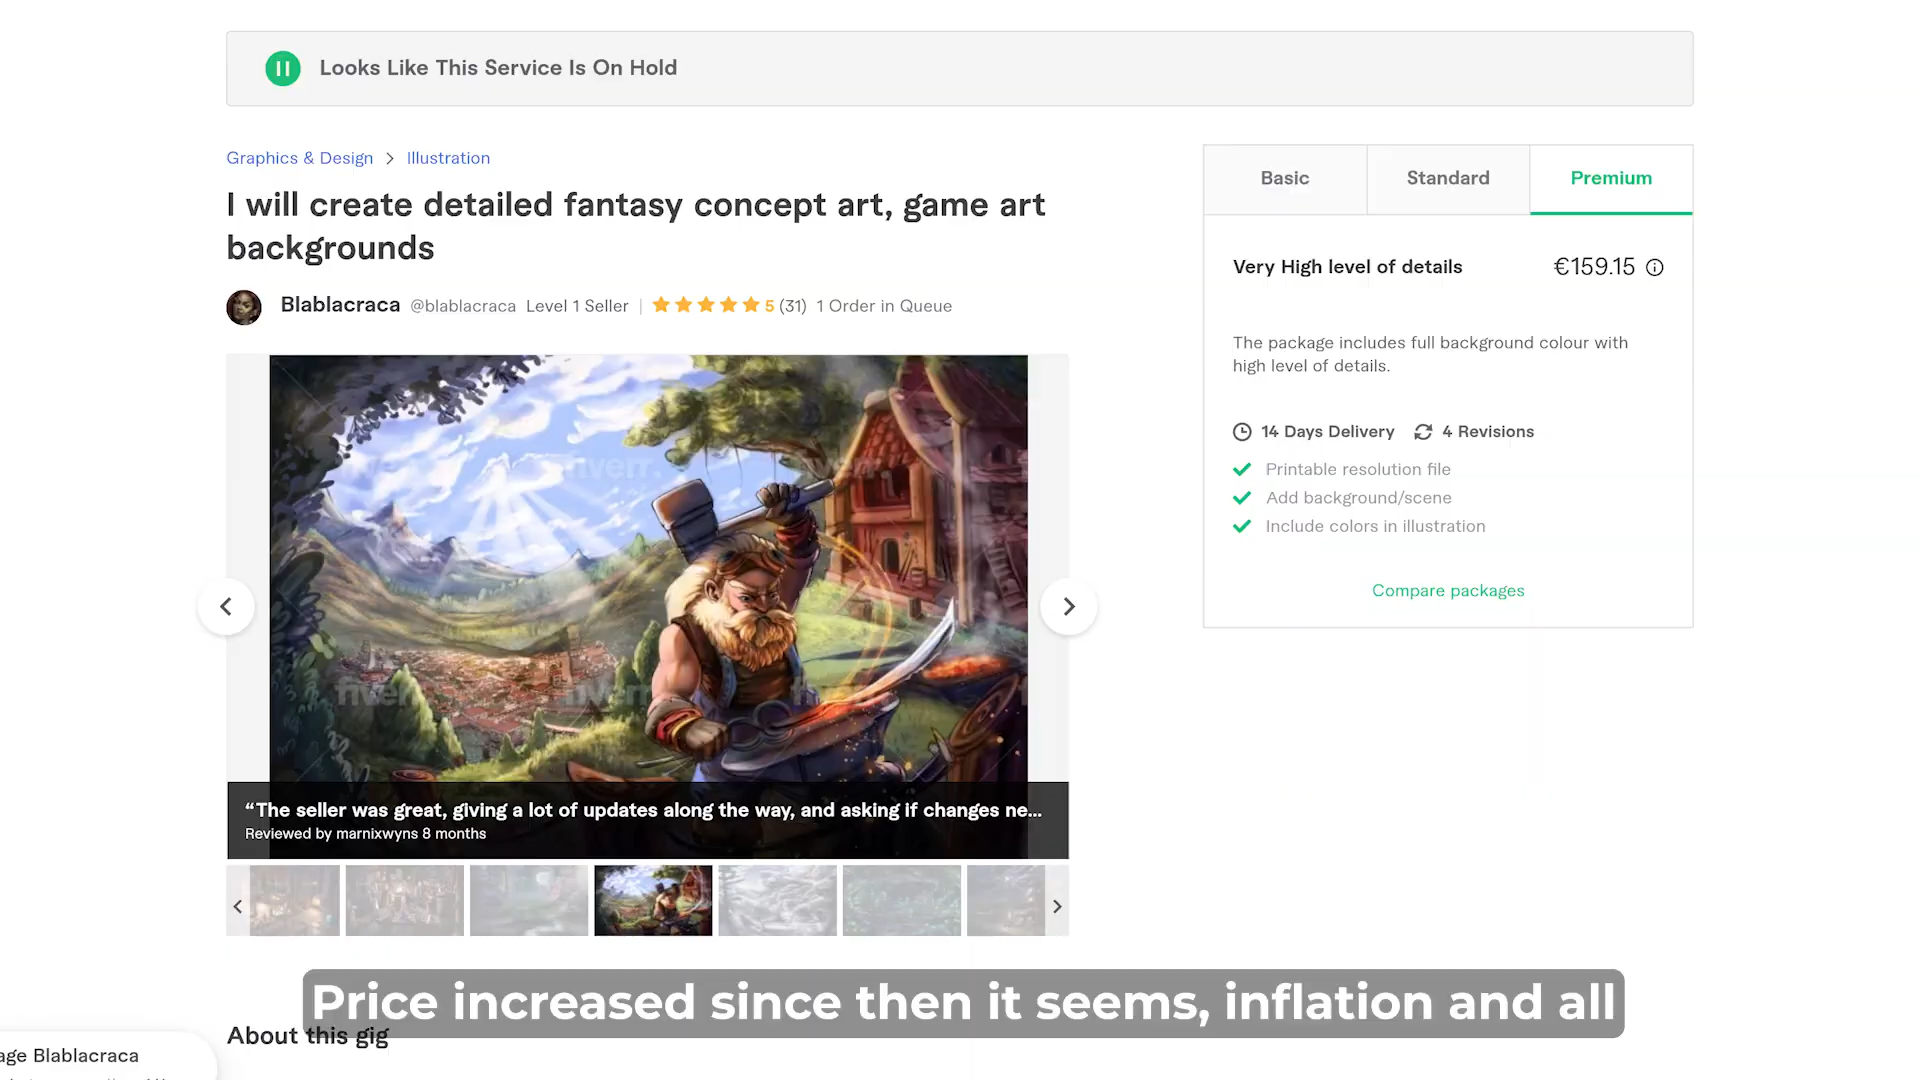 Looks Like This Service Is On Hold
Graphics & Design > Illustration
I will create detailed fantasy concept art, game art
backgrounds
Blablacraca @blablacraca Level 1 Seller | 5 (31) 1 Order in Queue
fiverr.
fiverr.
fiverr.
“The seller was great, giving a lot of updates along the way, and asking if changes ne...
Reviewed by marnixwyns 8 months
Basic Standard Premium
Very High level of details €159.15
The package includes full background colour with
high level of details.
14 Days Delivery 4 Revisions
Printable resolution file
Add background/scene
Include colors in illustration
Compare packages
Price increased since then it seems, inflation and all
About this gig
age Blablacraca